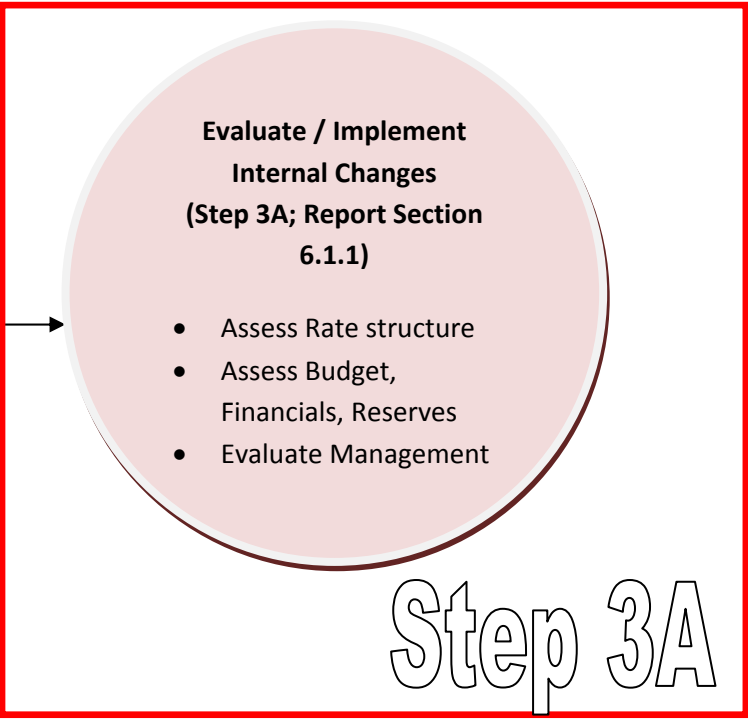 Evaluate / Implement
Internal Changes
(Step 3A; Report Section
6.1.1)
• Assess Rate structure
• Assess Budget,
Financials, Reserves
• Evaluate Management
Step 3A